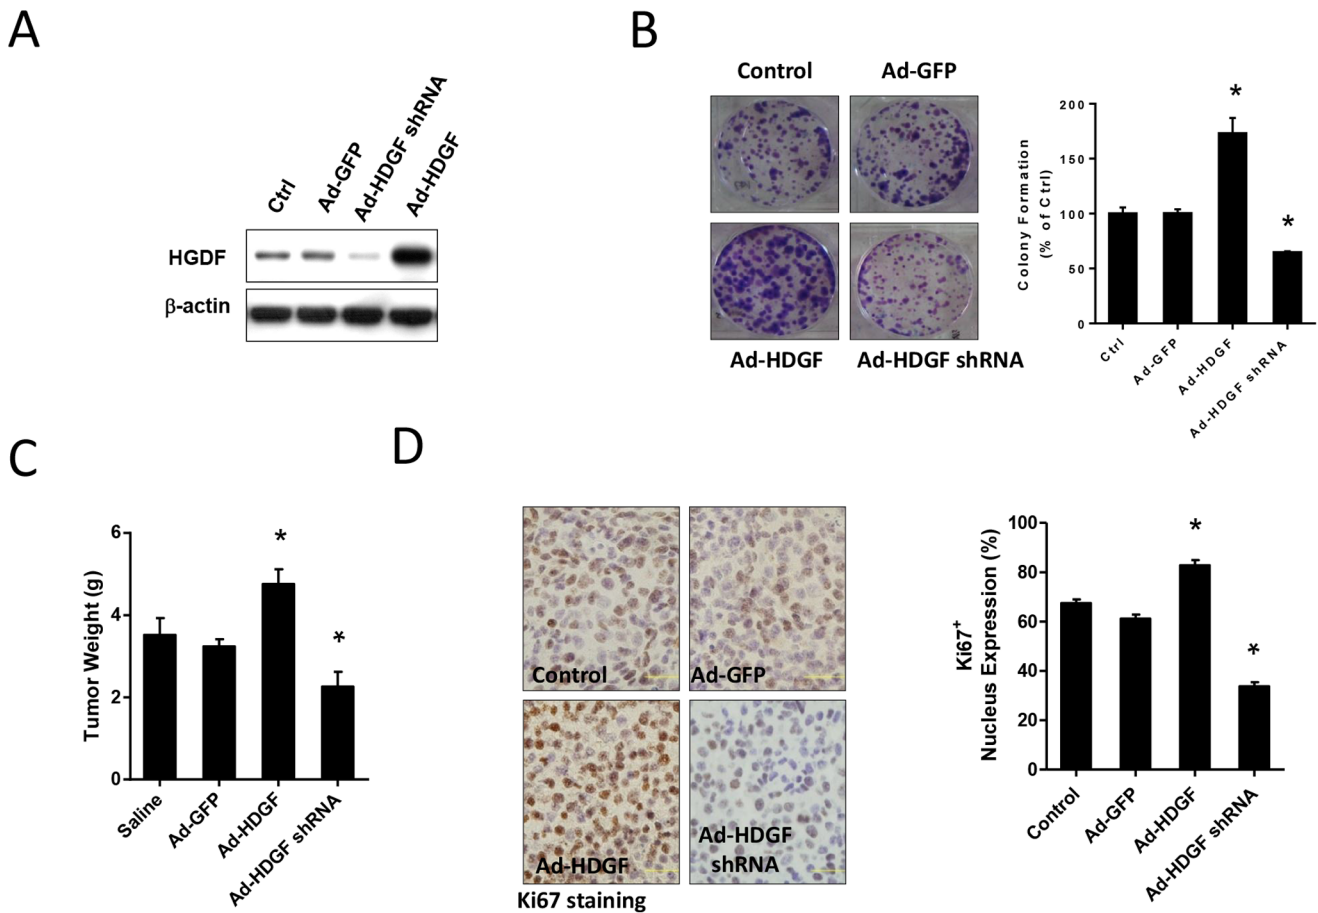 A
Ctrl
Ad-GFP
Ad-HDGF shRNA
Ad-HDGF
HGDF
β-actin
B
Control
Ad-GFP
Ad-HDGF
Ad-HDGF shRNA
Colony Formation
(% of Ctrl)
200
150
100
50
0
*
*
Ctrl
Ad-GFP
Ad-HDGF
Ad-HDGF shRNA
C
Tumor Weight (g)
6
4
2
0
*
*
Saline
Ad-GFP
Ad-HDGF
Ad-HDGF shRNA
D
Control
Ad-GFP
Ad-HDGF
Ad-HDGF
shRNA
Ki67 staining
Ki67+
Nucleus Expression (%)
100
80
60
40
20
0
*
*
Control
Ad-GFP
Ad-HDGF
Ad-HDGF shRNA